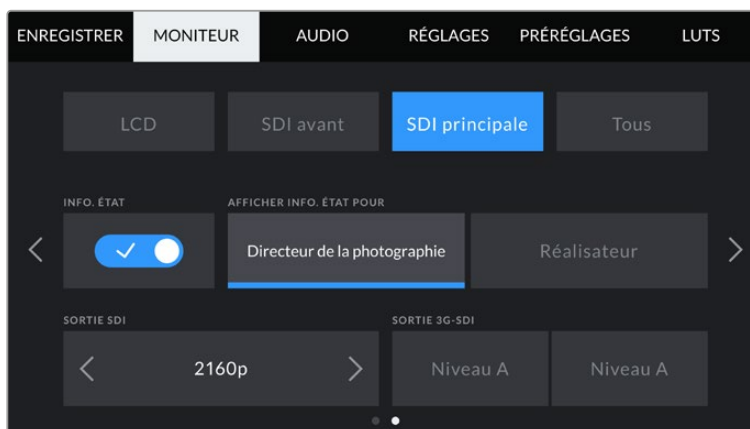 ENREGISTRER MONITEUR AUDIO RÉGLAGES PRÉRÉGLAGES LUTS
LCD SDI avant SDI principale Tous
INFO. ÉTAT AFFICHER INFO. ÉTAT POUR
Directeur de la photographie Réalisateur
SORTIE SDI SORTIE 3G-SDI
2160p Niveau A Niveau A